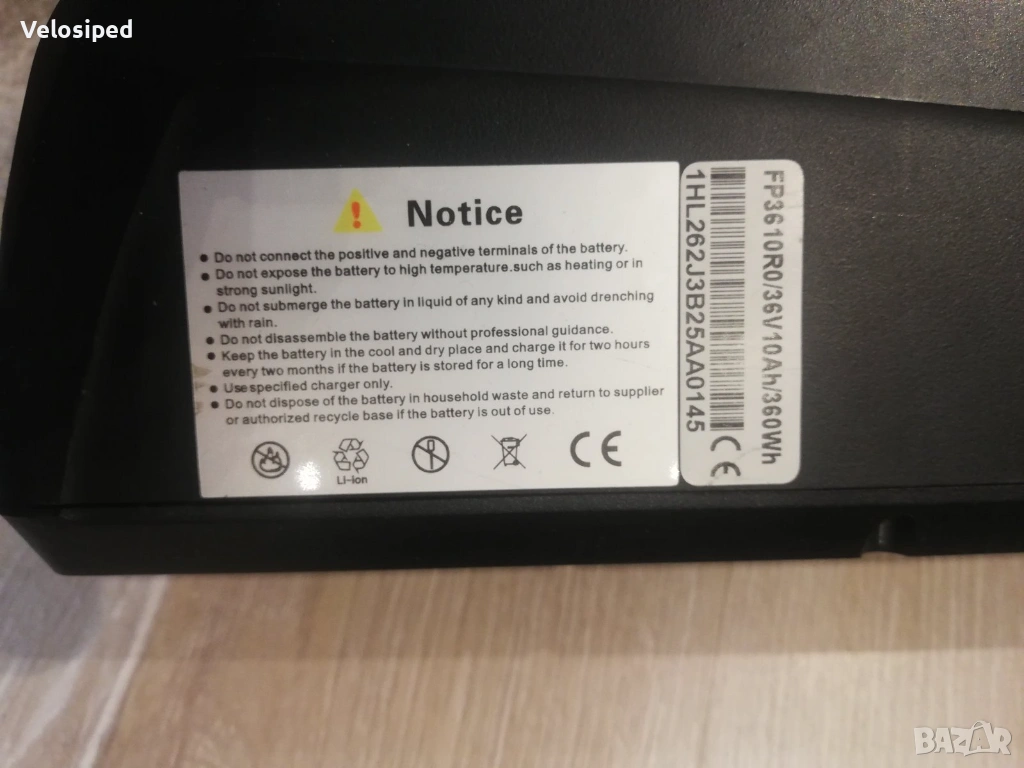 Velosiped
Notice
● Do not connect the positive and negative terminals of the battery.
● Do not expose the battery to high temperature.such as heating or in
strong sunlight.
● Do not submerge the battery in liquid of any kind and avoid drenching
with rain.
● Do not disassemble the battery without professional guidance.
● Keep the battery in the cool and dry place and charge it for two hours
every two months if the battery is stored for a long time.
● Use specified charger only.
● Do not dispose of the battery in household waste and return to supplier
or authorized recycle base if the battery is out of use.
Li-ion
CE
FP3610R0/36V/10Ah/360Wh
1HL262J3B25AA0145
CE
BAZAR